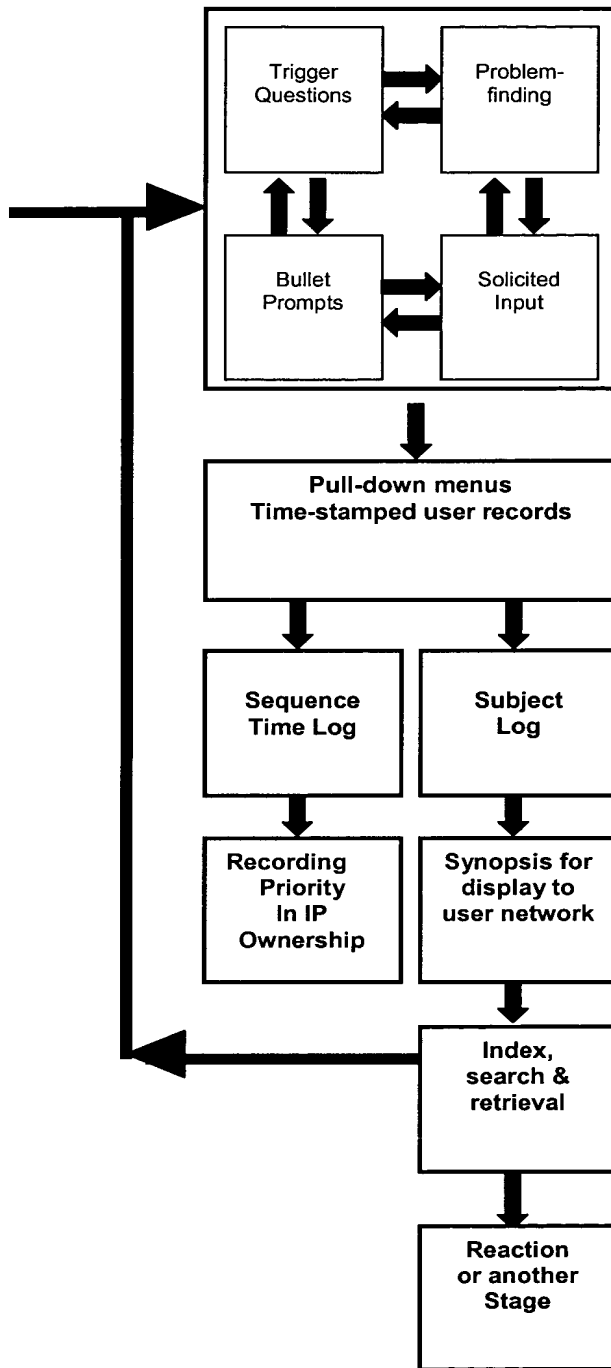 Trigger
Questions
Problem-
finding
Bullet
Prompts
Solicited
Input
Pull-down menus
Time-stamped user records
Sequence
Time Log
Subject
Log
Recording
Priority
In IP
Ownership
Synopsis for
display to
user network
Index,
search &
retrieval
Reaction
or another
Stage